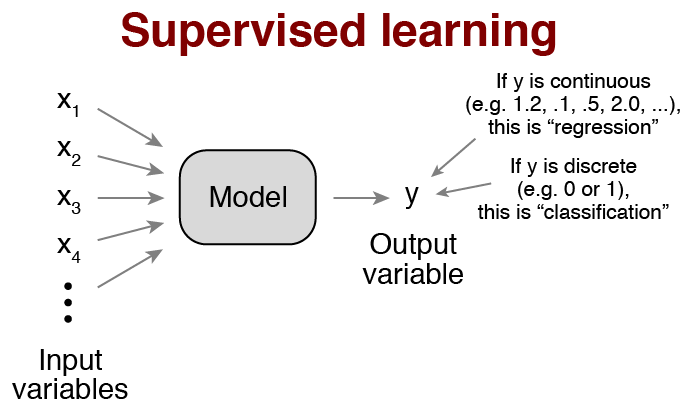 Supervised learning
x₁
x₂
x₃
x₄
Input
variables
Model
y
Output
variable
If y is continuous
(e.g. 1.2, .1, .5, 2.0, ...),
this is “regression”
If y is discrete
(e.g. 0 or 1),
this is “classification”